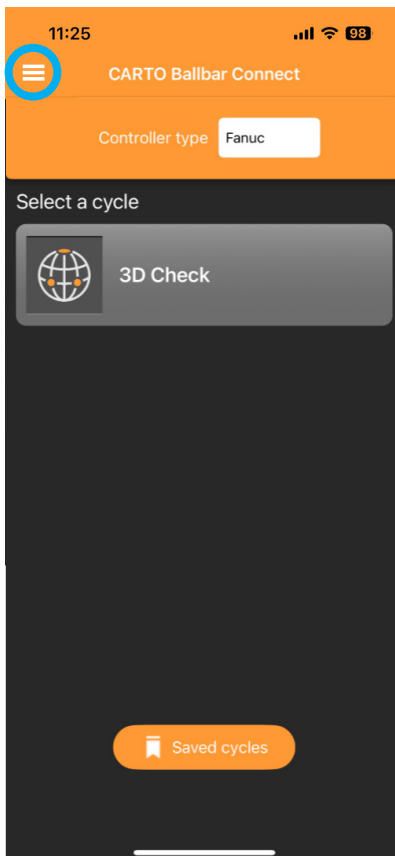 11:25
98
CARTO Ballbar Connect
Controller type Fanuc
Select a cycle
3D Check
Saved cycles